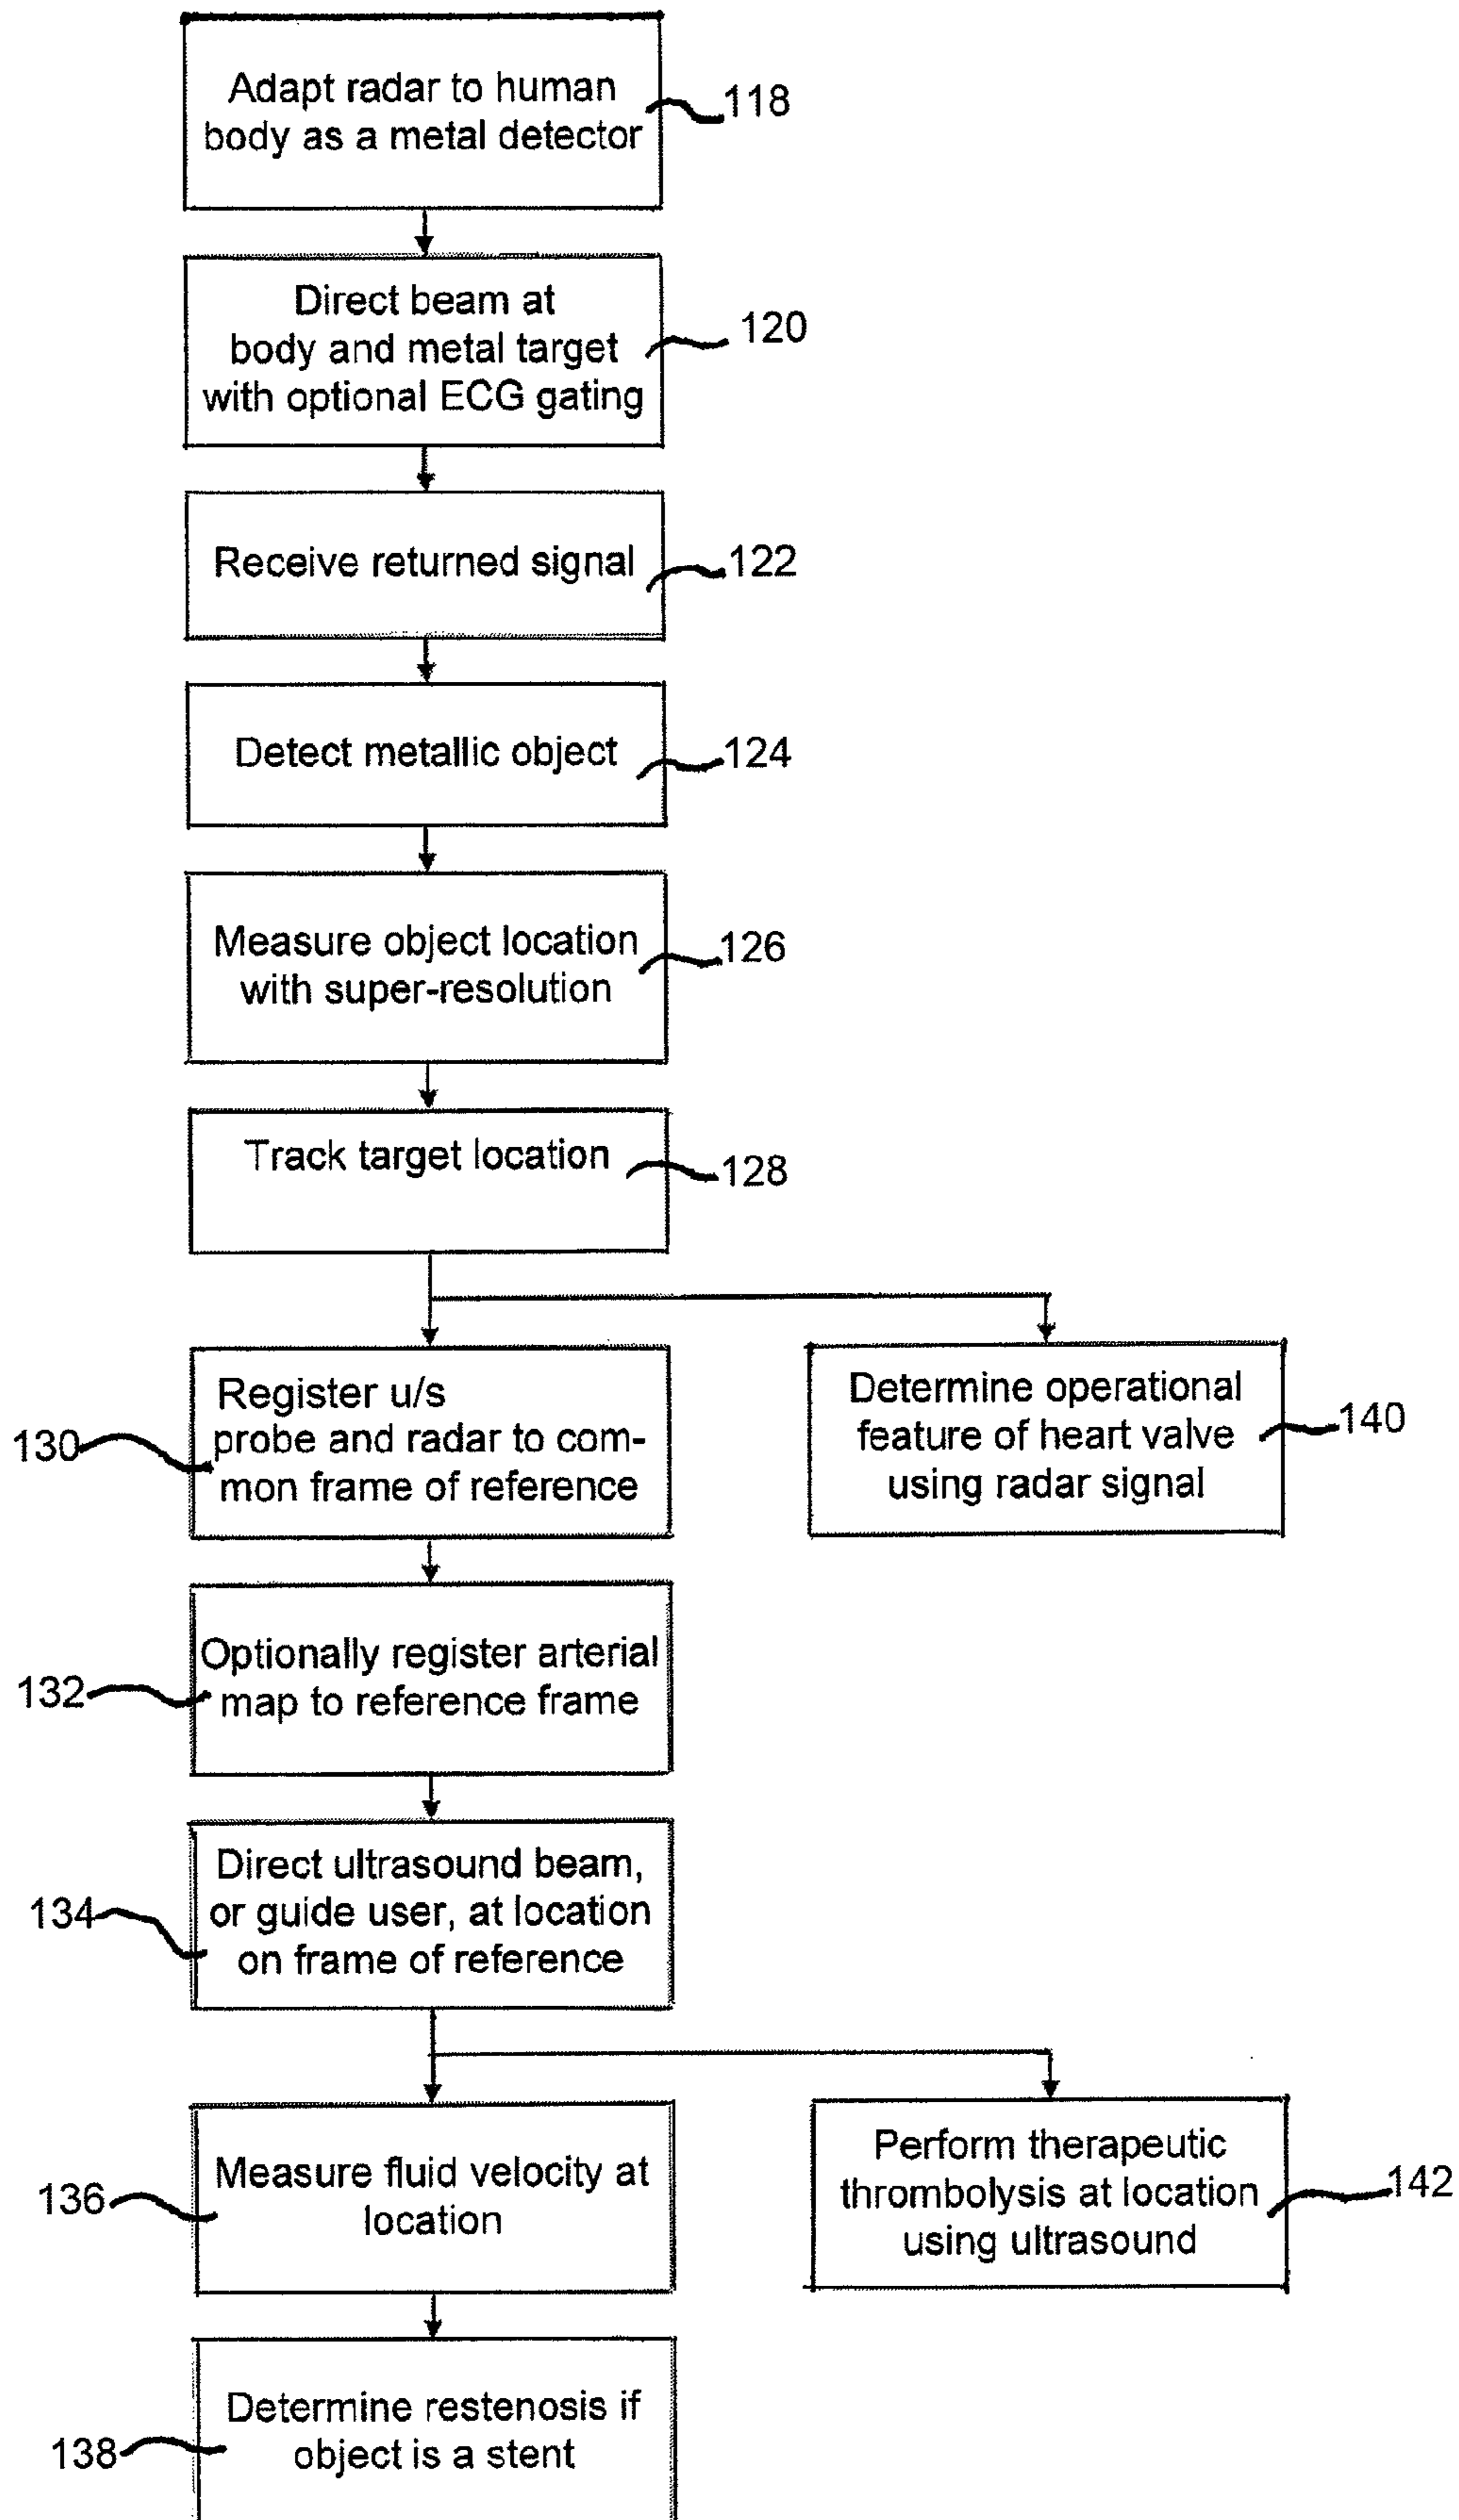 Adapt radar to human
body as a metal detector
118
Direct beam at
body and metal target
with optional ECG gating
120
Receive returned signal
122
Detect metallic object
124
Measure object location
with super-resolution
126
Track target location
128
Register u/s
probe and radar to com-
mon frame of reference
130
Determine operational
feature of heart valve
using radar signal
140
Optionally register arterial
map to reference frame
132
Direct ultrasound beam,
or guide user, at location
on frame of reference
134
Measure fluid velocity at
location
136
Perform therapeutic
thrombolysis at location
using ultrasound
142
Determine restenosis if
object is a stent
138